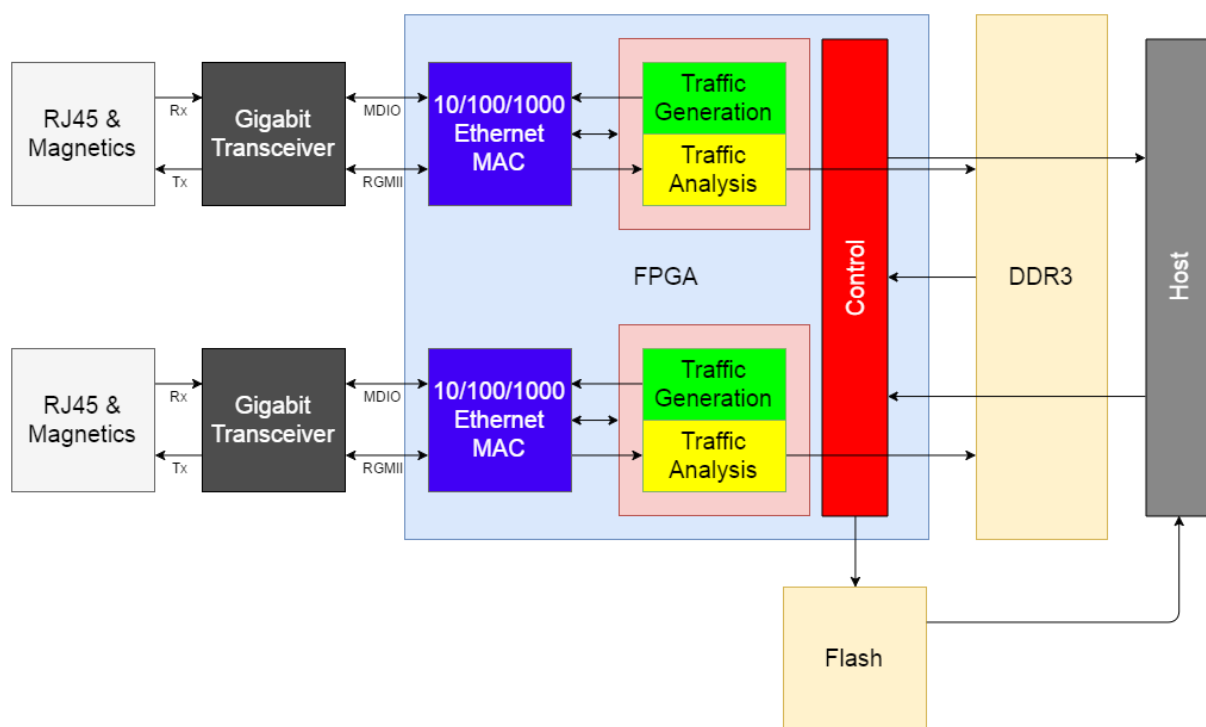 RJ45 &
Magnetics
Rx
Tx
Gigabit
Transceiver
MDIO
RGMII
10/100/1000
Ethernet
MAC
Traffic
Generation
Traffic
Analysis
FPGA
Control
DDR3
Host
RJ45 &
Magnetics
Rx
Tx
Gigabit
Transceiver
MDIO
RGMII
10/100/1000
Ethernet
MAC
Traffic
Generation
Traffic
Analysis
Flash